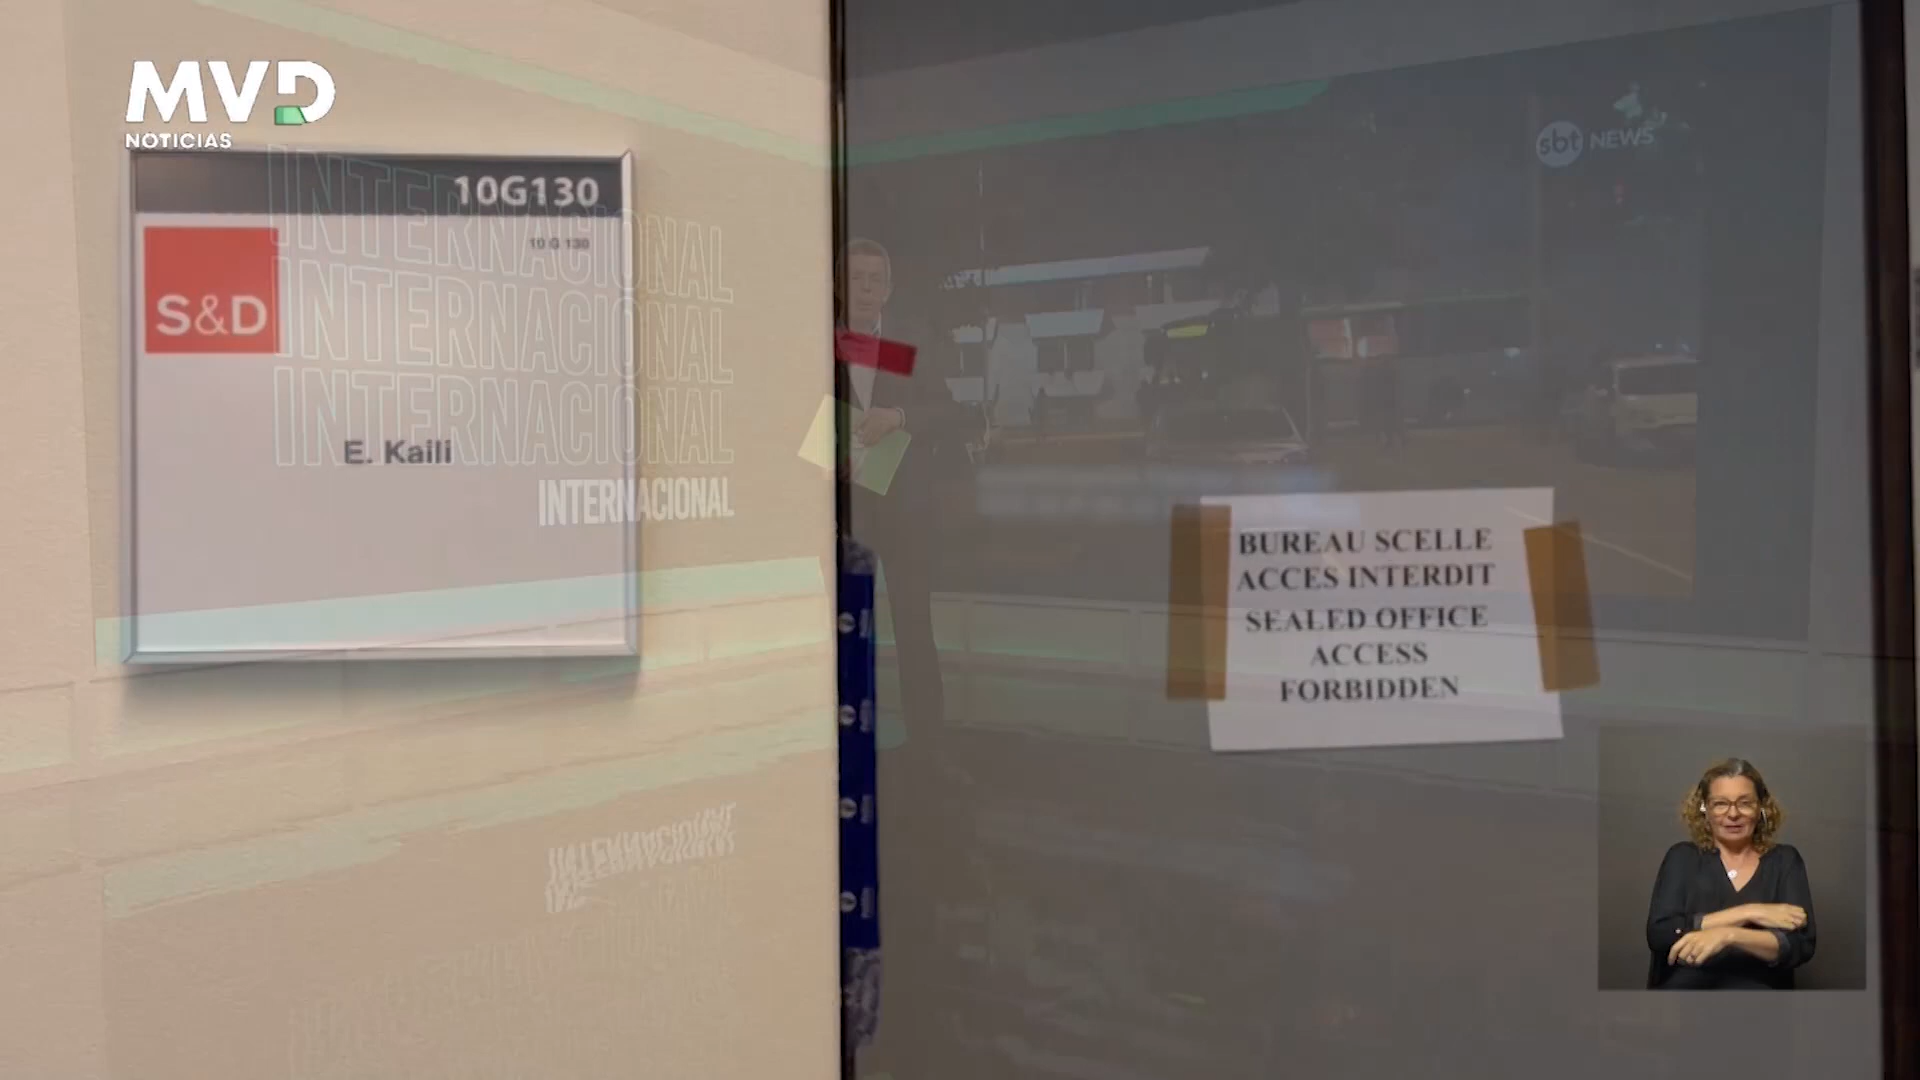 MVD
NOTICIAS
10G130
10 G 130
S&D
E. Kaili
INTERNACIONAL
INTERNACIONAL
INTERNACIONAL
INTERNACIONAL
sbt NEWS
BUREAU SCELLE
ACCES INTERDIT
SEALED OFFICE
ACCESS
FORBIDDEN